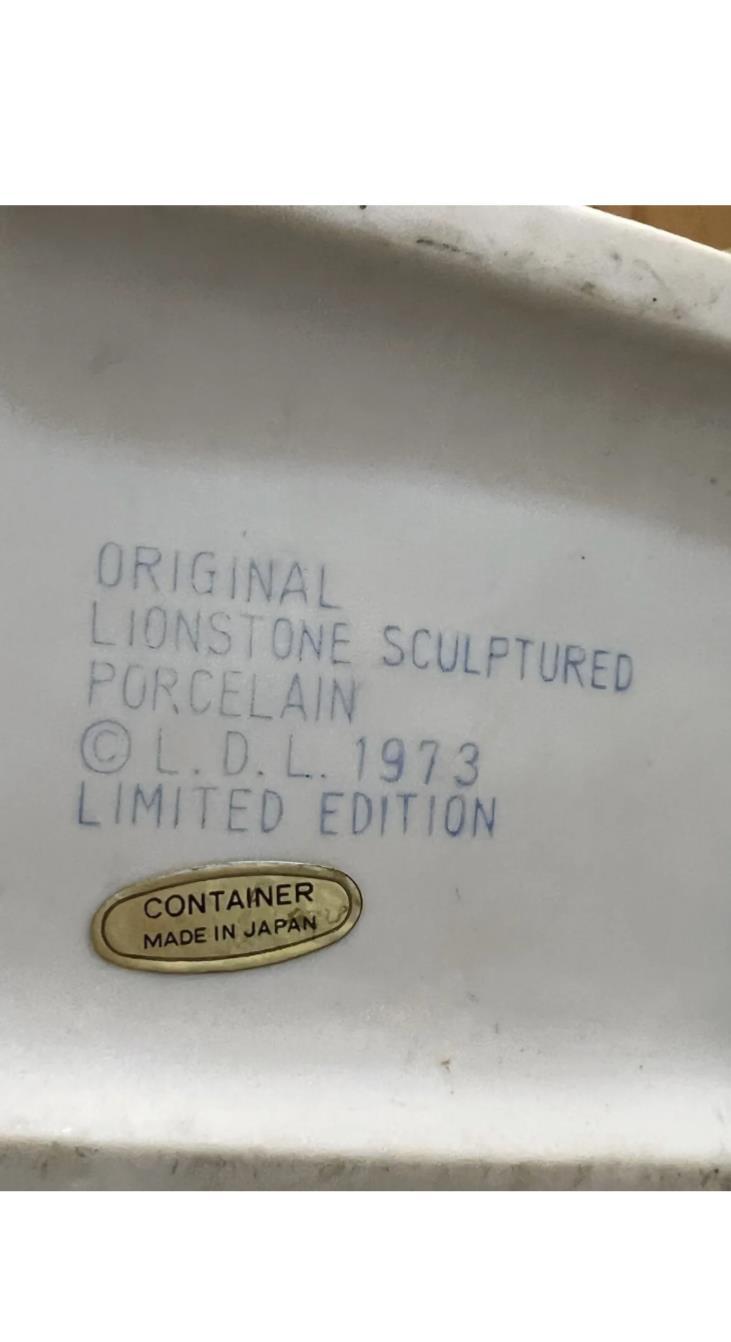 ORIGINAL
LIONSTONE SCULPTURED
PORCELAIN
© L. D. L. 1973
LIMITED EDITION
CONTAINER
MADE IN JAPAN